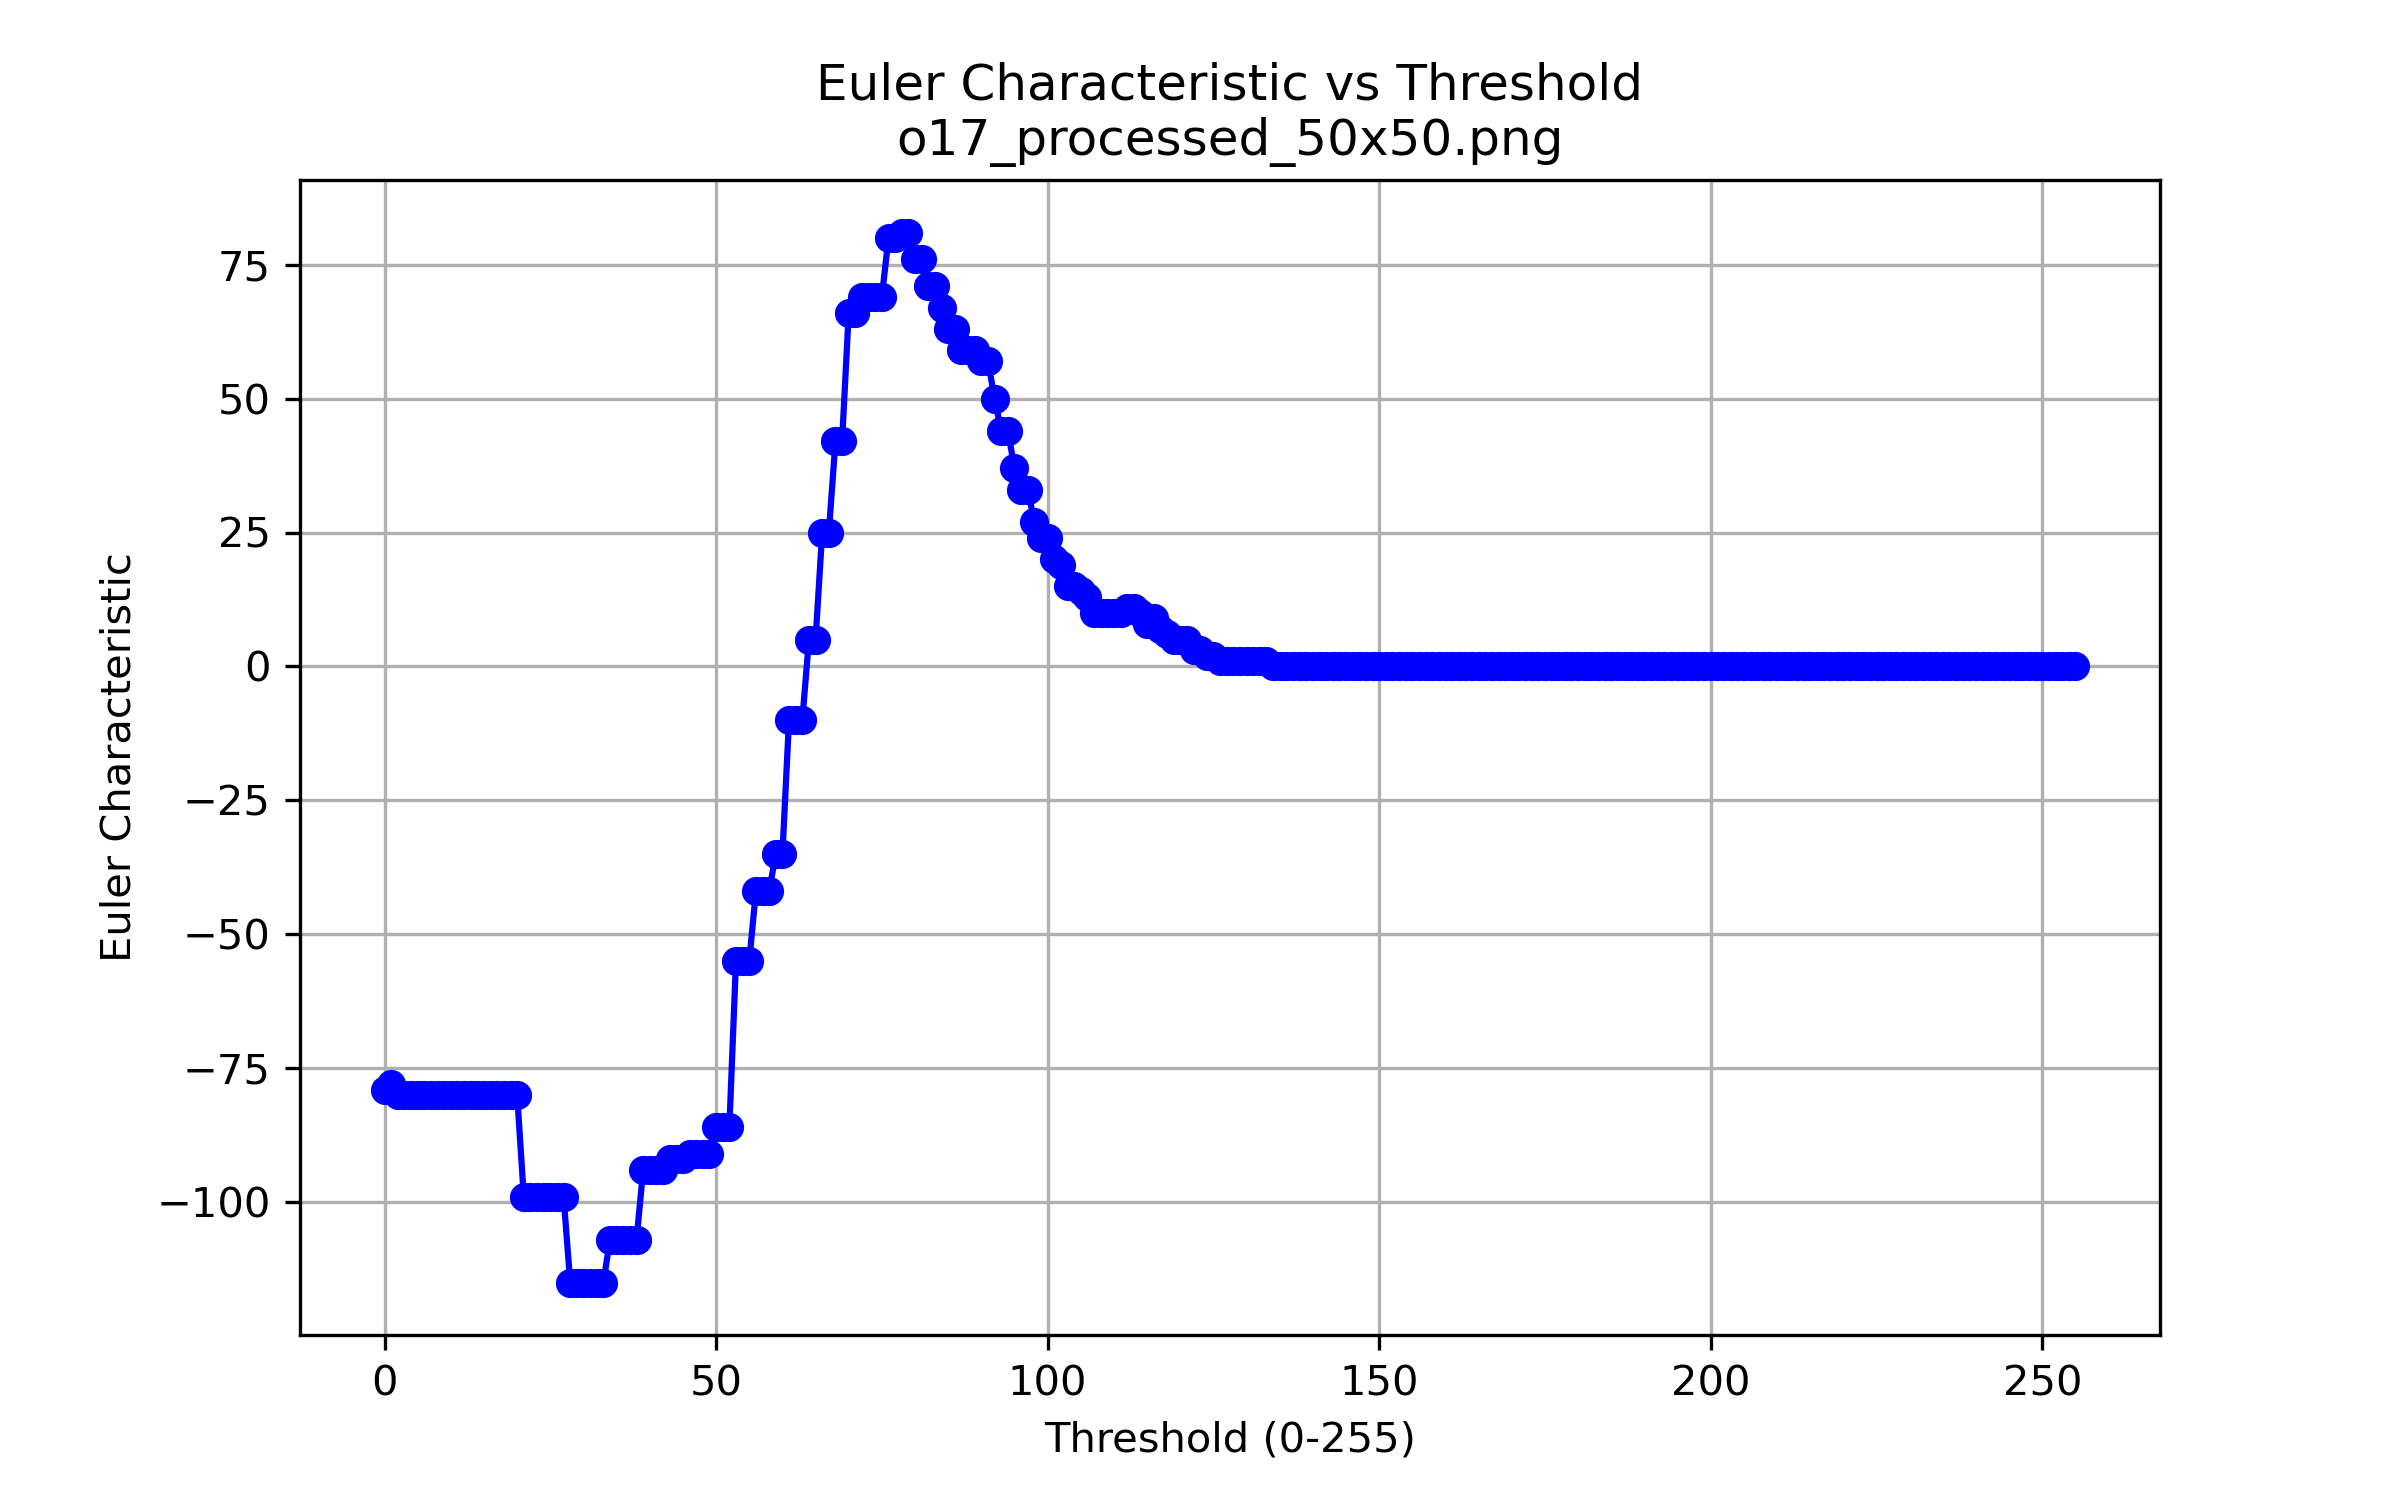 Euler Characteristic vs Threshold
o17_processed_50x50.png
Euler Characteristic
75
50
25
0
−25
−50
−75
−100
0 50 100 150 200 250
Threshold (0-255)